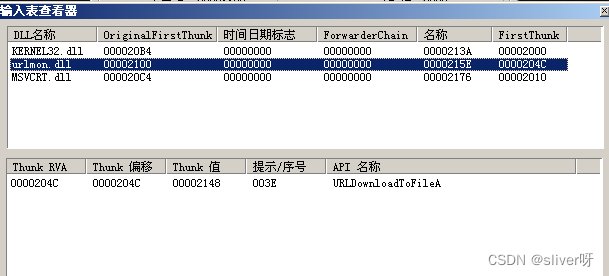 输入表查看器
DLL名称 OriginalFirstThunk 时间日期标志 ForwarderChain 名称 FirstThunk
KERNEL32.dll 000020B4 00000000 00000000 0000213A 00002000
urlmon.dll 00002100 00000000 00000000 0000215E 0000204C
MSVCRT.dll 000020C4 00000000 00000000 00002176 00002010
Thunk RVA Thunk 偏移 Thunk 值 提示/序号 API 名称
0000204C 0000204C 00002148 003E URLDownloadToFileA
CSDN @sliver呀